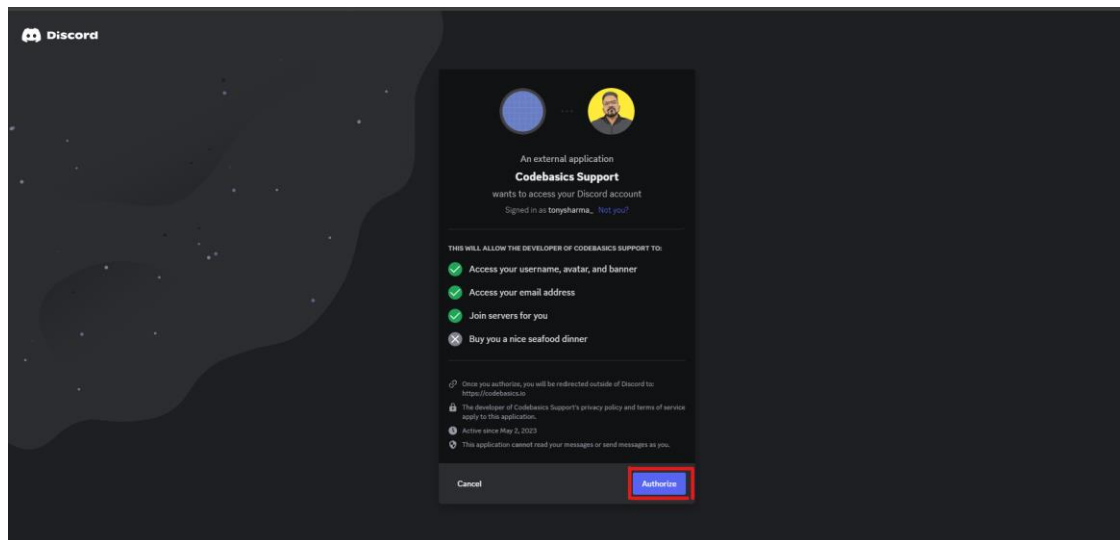 Discord
An external application
Codebasics Support
wants to access your Discord account
Signed in as tonysharma_ Not you?
THIS WILL ALLOW THE DEVELOPER OF CODEBASICS SUPPORT TO:
Access your username, avatar, and banner
Access your email address
Join servers for you
Buy you a nice seafood dinner
Once you authorize, you will be redirected outside of Discord to:
https://codebasics.io
The developer of Codebasics Support's privacy policy and terms of service
apply to this application.
Active since May 2, 2023
This application cannot read your messages or send messages as you.
Cancel
Authorize